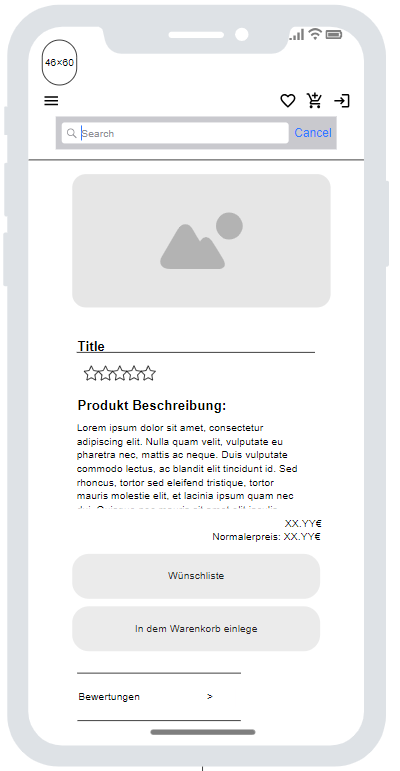 46×60
Search
Cancel
Title
Produkt Beschreibung:
Lorem ipsum dolor sit amet, consectetur
adipiscing elit. Nulla quam velit, vulputate eu
pharetra nec, mattis ac neque. Duis vulputate
commodo lectus, ac blandit elit tincidunt id. Sed
rhoncus, tortor sed eleifend tristique, tortor
mauris molestie elit, et lacinia ipsum quam nec
XX.YY€
Normalerpreis: XX.YY€
Wünschliste
In dem Warenkorb einlege
Bewertungen >